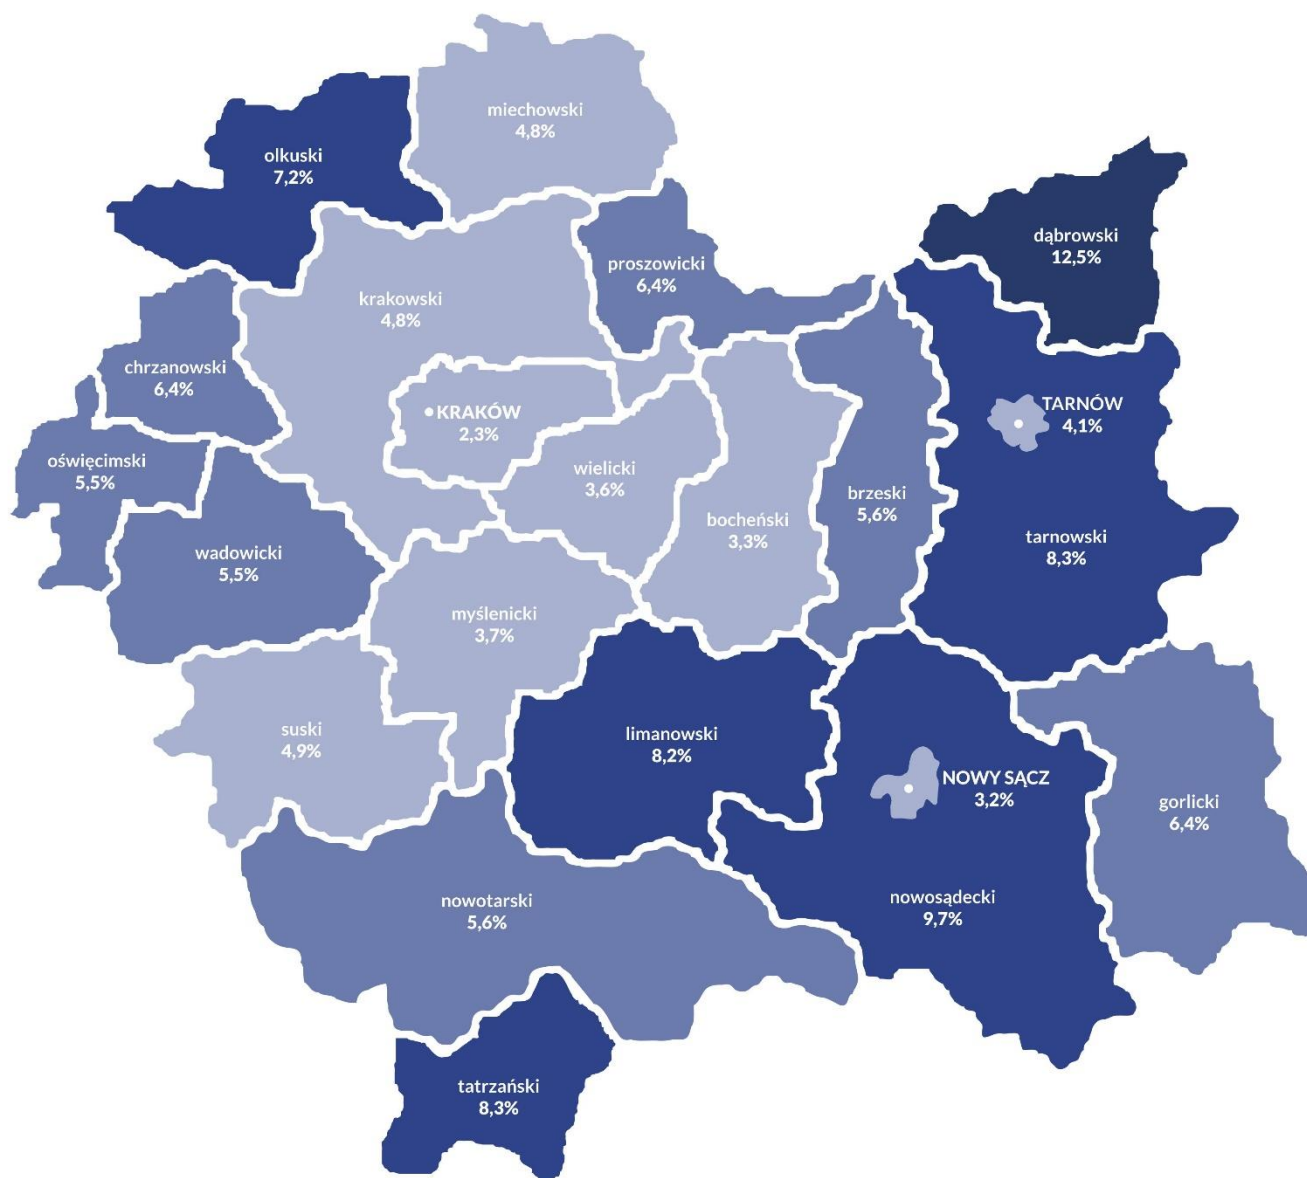 miechowski
4,8%
olkuski
7,2%
dąbrowski
12,5%
proszowicki
6,4%
krakowski
4,8%
chrzanowski
6,4%
KRAKÓW
2,3%
TARNÓW
4,1%
oświęcimski
5,5%
wielicki
3,6%
brzeski
5,6%
bocheński
3,3%
tarnowski
8,3%
wadowicki
5,5%
myślenicki
3,7%
suski
4,9%
limanowski
8,2%
NOWY SĄCZ
3,2%
gorlicki
6,4%
nowotarski
5,6%
nowosądecki
9,7%
tatrzański
8,3%